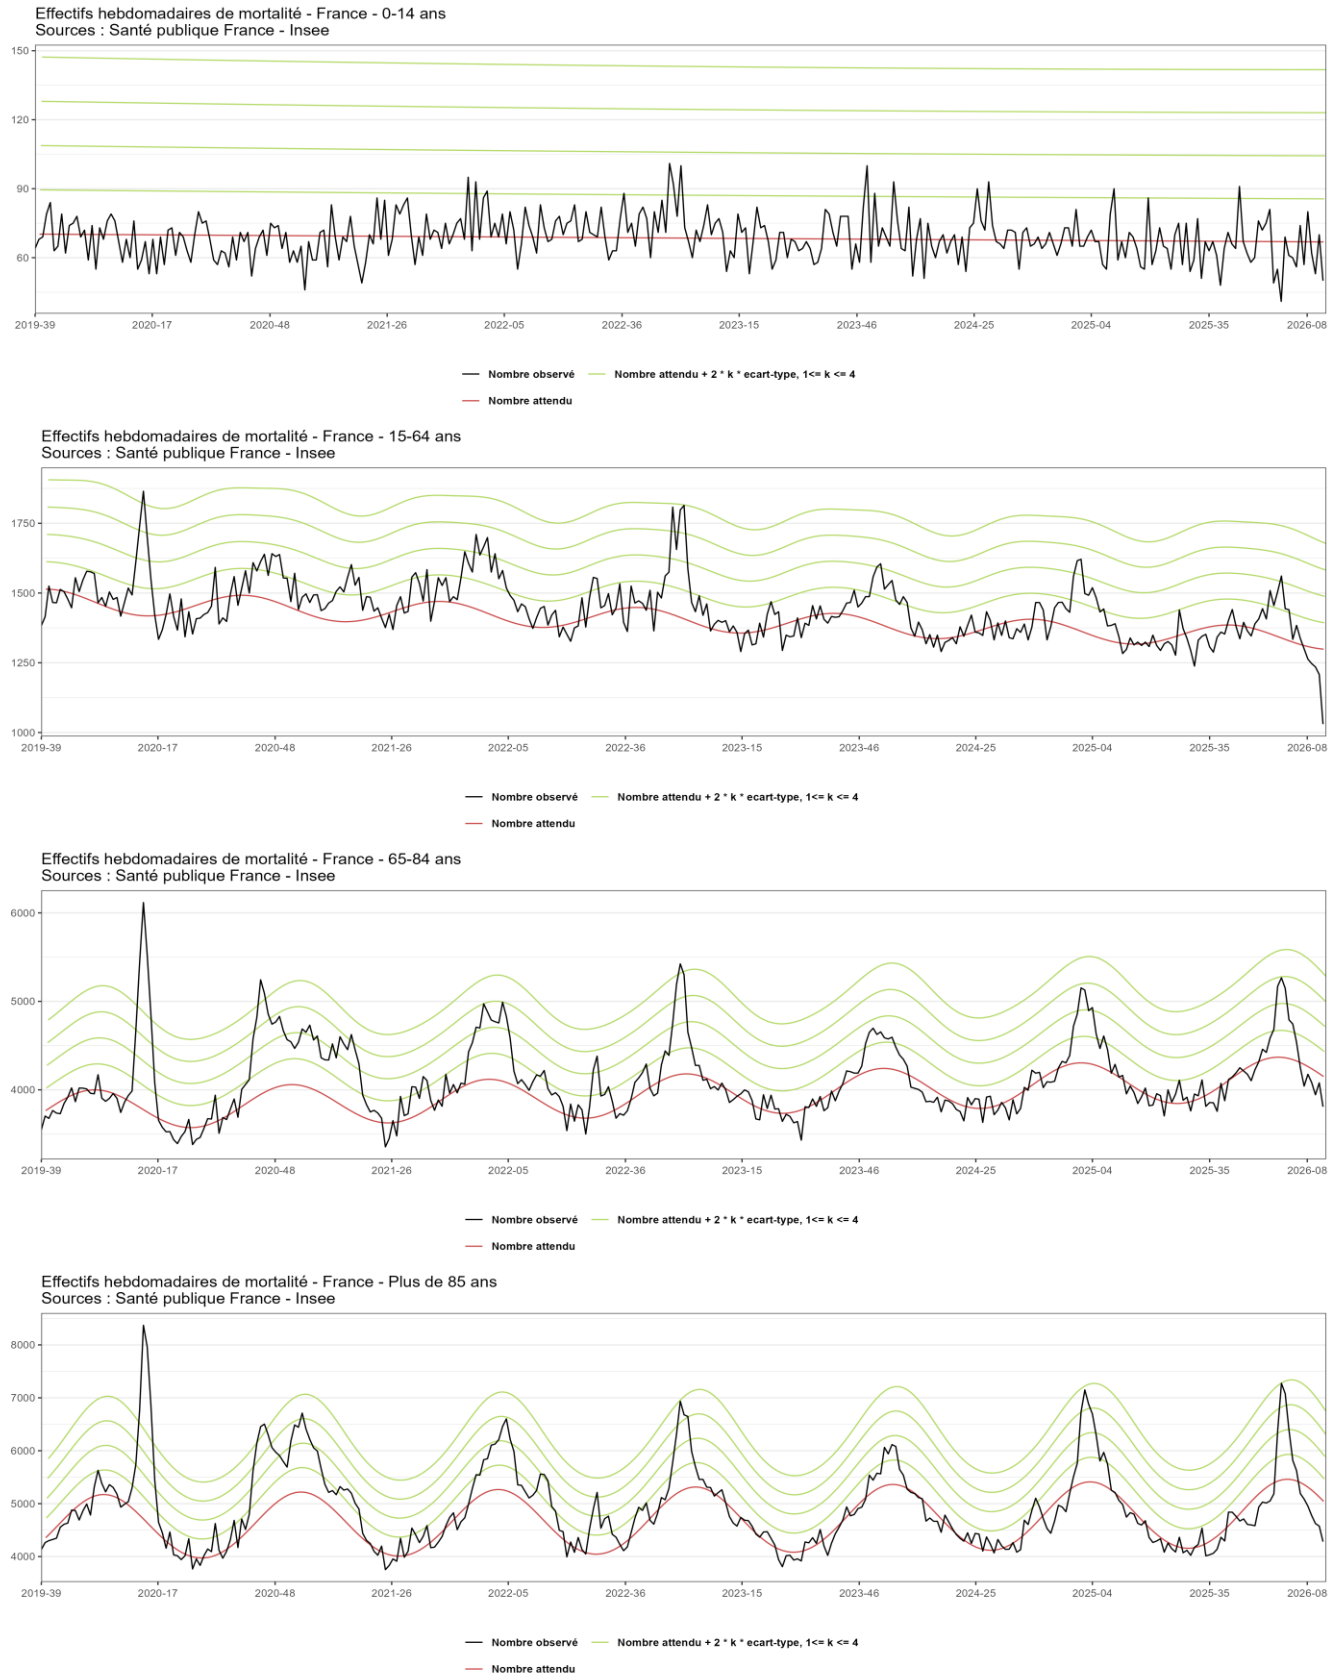 Effectifs hebdomadaires de mortalité - France - 0-14 ans
Sources : Santé publique France - Insee
150
120
90
60
2019-39 2020-17 2020-48 2021-26 2022-05 2022-36 2023-15 2023-46 2024-25 2025-04 2025-35 2026-08
Nombre observé Nombre attendu + 2 * k * ecart-type, 1<= k <= 4
Nombre attendu
Effectifs hebdomadaires de mortalité - France - 15-64 ans
Sources : Santé publique France - Insee
1750
1500
1250
1000
2019-39 2020-17 2020-48 2021-26 2022-05 2022-36 2023-15 2023-46 2024-25 2025-04 2025-35 2026-08
Nombre observé Nombre attendu + 2 * k * ecart-type, 1<= k <= 4
Nombre attendu
Effectifs hebdomadaires de mortalité - France - 65-84 ans
Sources : Santé publique France - Insee
6000
5000
4000
2019-39 2020-17 2020-48 2021-26 2022-05 2022-36 2023-15 2023-46 2024-25 2025-04 2025-35 2026-08
Nombre observé Nombre attendu + 2 * k * ecart-type, 1<= k <= 4
Nombre attendu
Effectifs hebdomadaires de mortalité - France - Plus de 85 ans
Sources : Santé publique France - Insee
8000
7000
6000
5000
4000
2019-39 2020-17 2020-48 2021-26 2022-05 2022-36 2023-15 2023-46 2024-25 2025-04 2025-35 2026-08
Nombre observé Nombre attendu + 2 * k * ecart-type, 1<= k <= 4
Nombre attendu